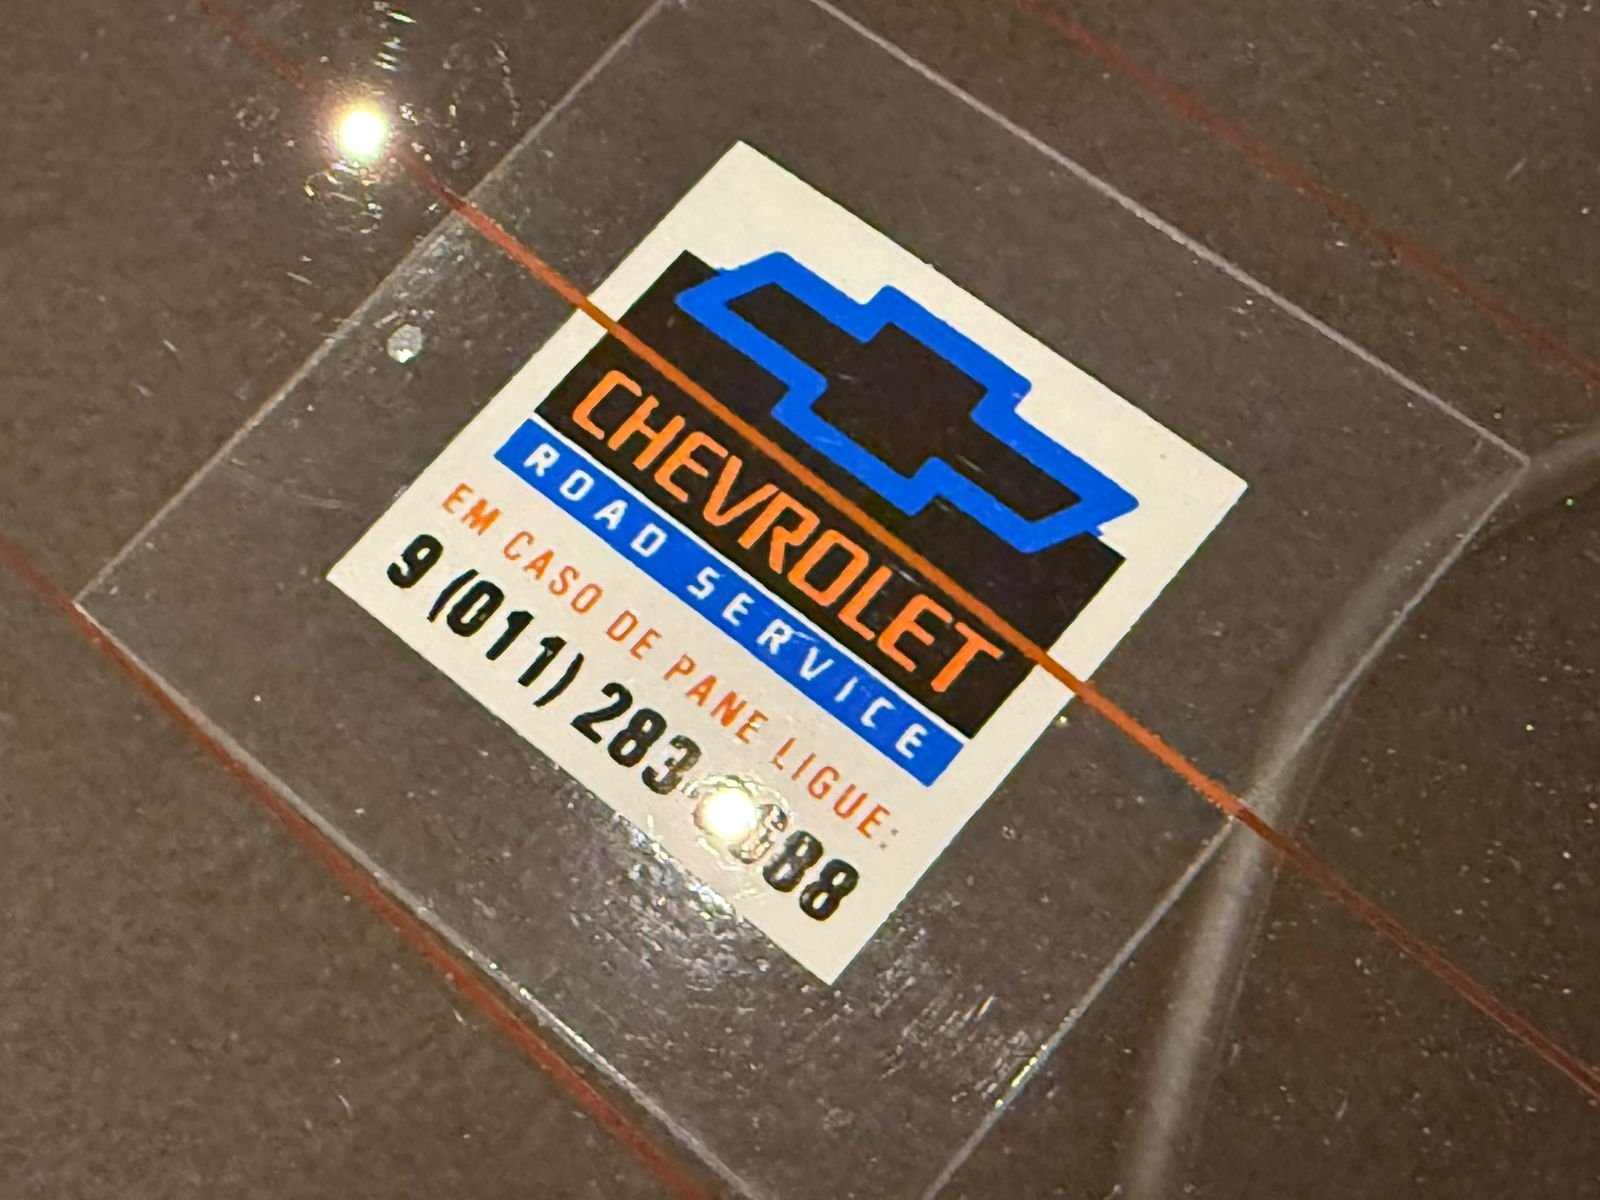 CHEVROLET
ROAD SERVICE
EM CASO DE PANE LIGUE:
9 (011) 283